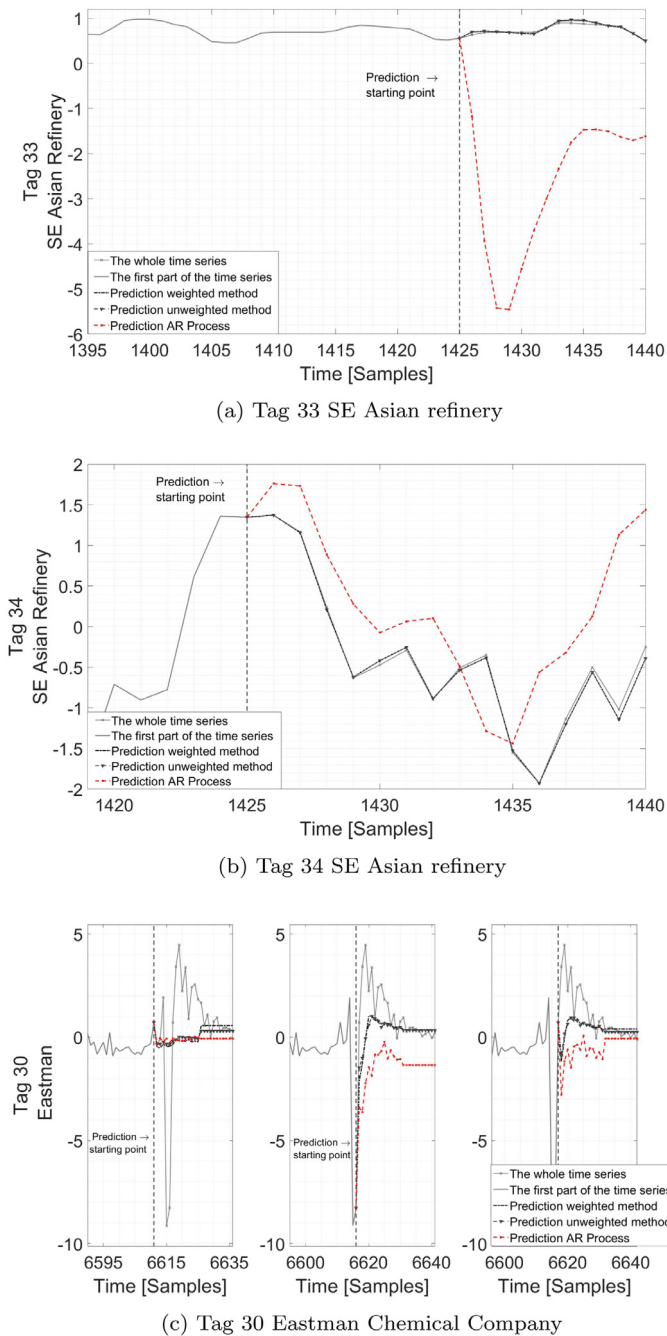 1
0
-1
-2
-3
-4
-5
-6
Tag 33
SE Asian Refinery
Prediction →
starting point
The whole time series
The first part of the time series
Prediction weighted method
Prediction unweighted method
Prediction AR Process
1395 1400 1405 1410 1415 1420 1425 1430 1435 1440
Time [Samples]
(a) Tag 33 SE Asian refinery
2
1.5
1
0.5
0
-0.5
-1
-1.5
-2
Tag 34
SE Asian Refinery
Prediction →
starting point
The whole time series
The first part of the time series
Prediction weighted method
Prediction unweighted method
Prediction AR Process
1420 1425 1430 1435 1440
Time [Samples]
(b) Tag 34 SE Asian refinery
Tag 30
Eastman
5
0
-5
-10
Prediction →
starting point
6595 6615 6635
Time [Samples]
5
0
-5
-10
Prediction →
starting point
6600 6620 6640
Time [Samples]
5
0
-5
-10
The whole time series
The first part of the time series
Prediction weighted method
Prediction unweighted method
Prediction AR Process
6600 6620 6640
Time [Samples]
(c) Tag 30 Eastman Chemical Company